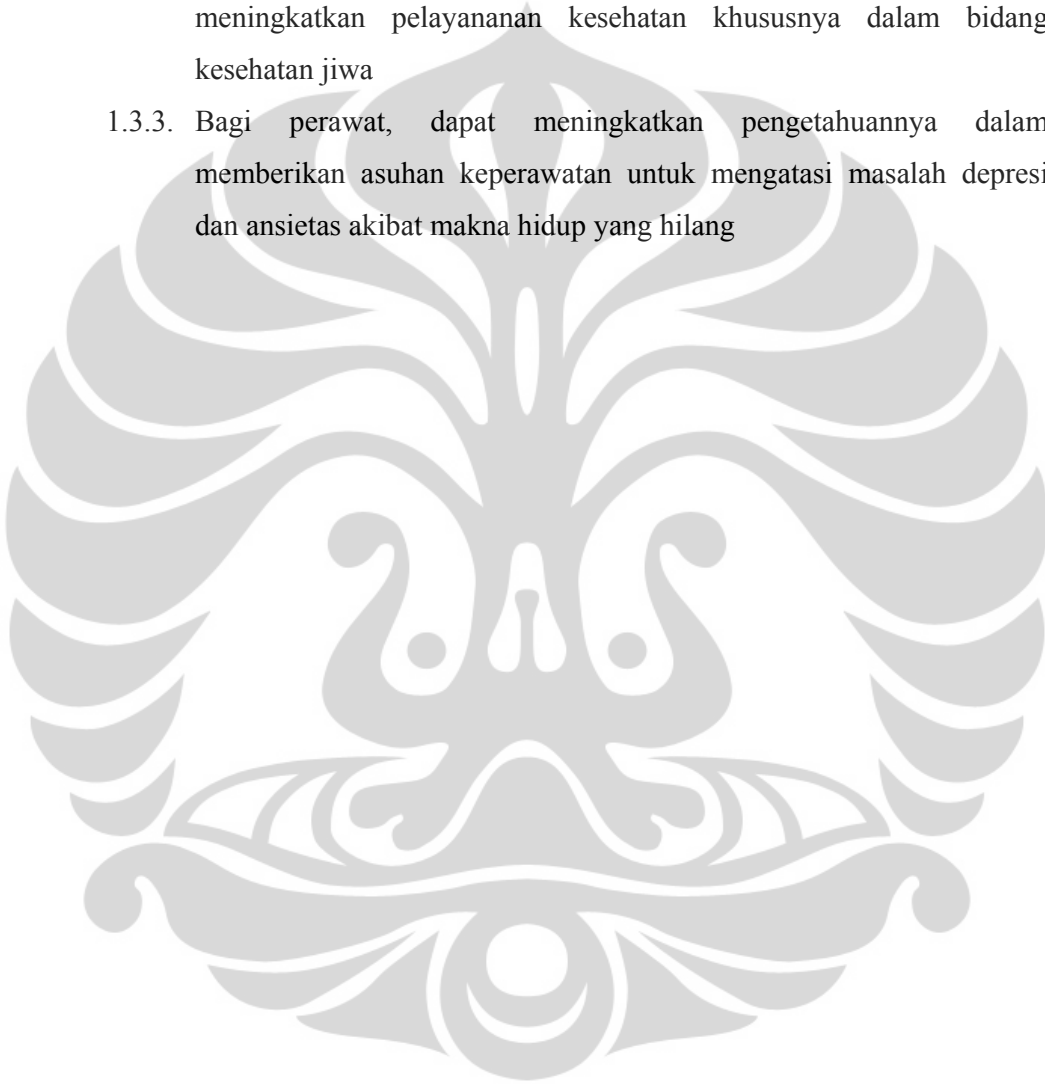 meningkatkan pelayananan kesehatan khususnya dalam bidang
kesehatan jiwa
1.3.3. Bagi perawat, dapat meningkatkan pengetahuannya dalam
memberikan asuhan keperawatan untuk mengatasi masalah depresi
dan ansietas akibat makna hidup yang hilang